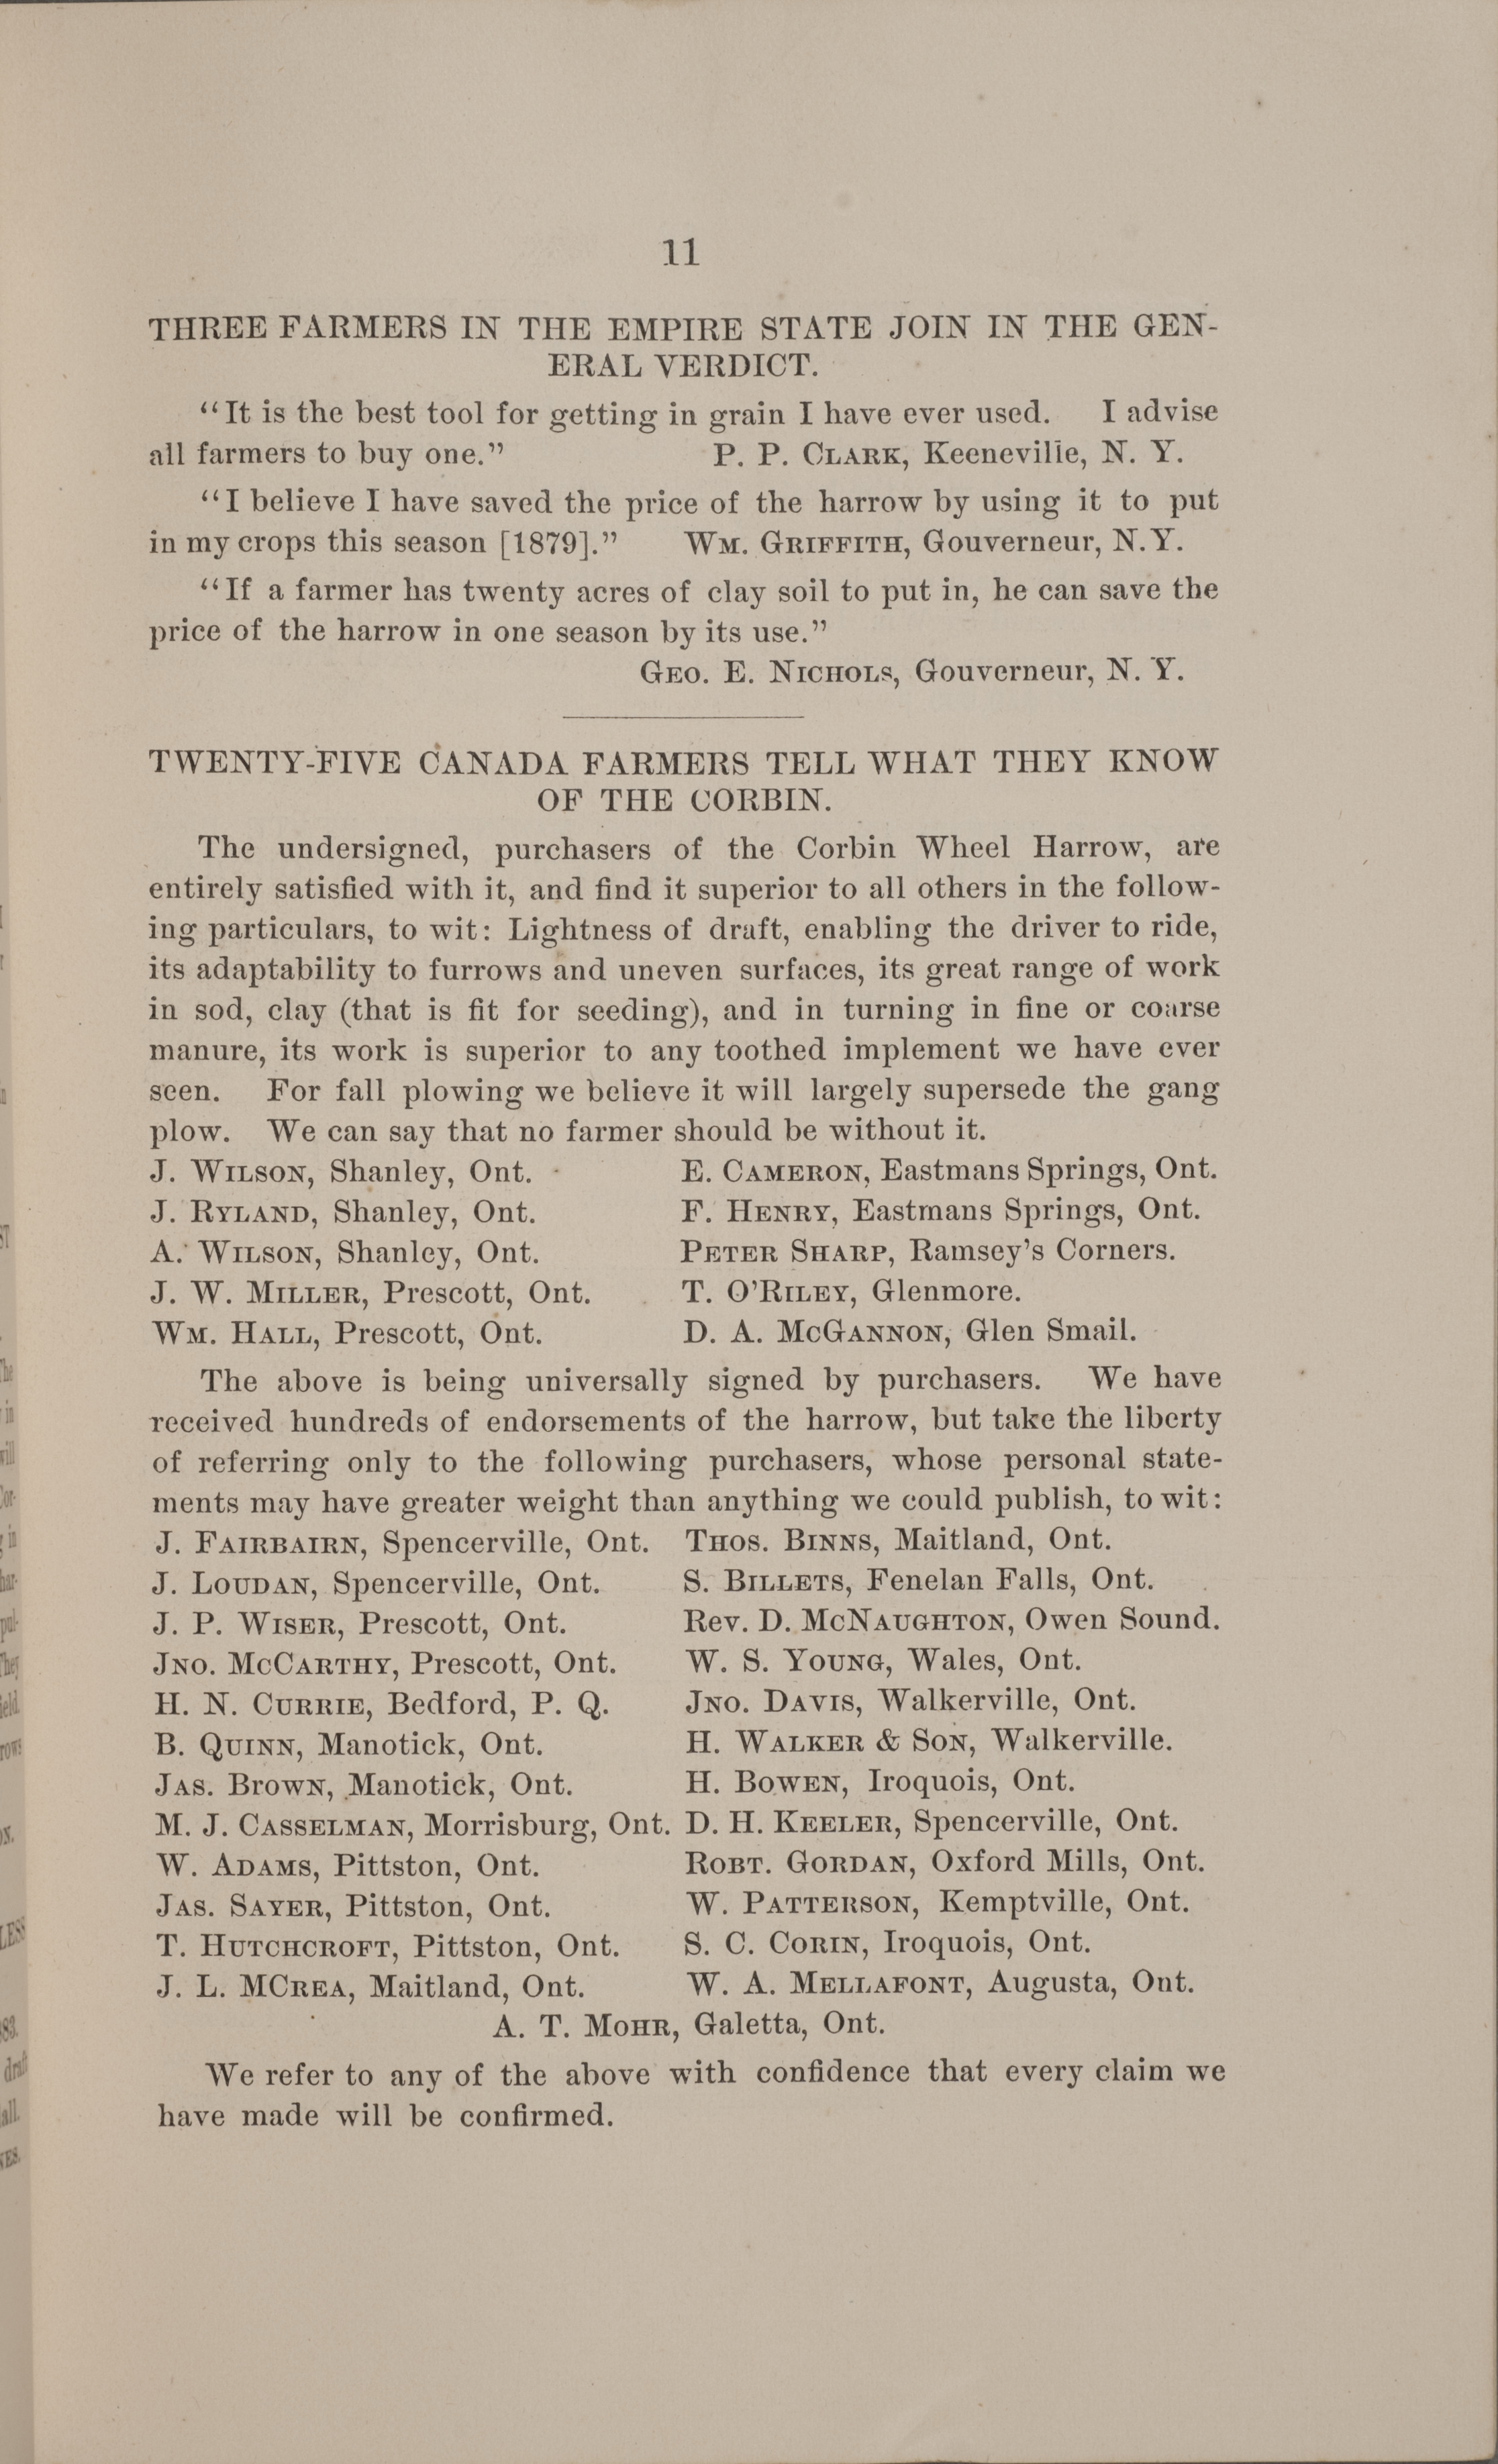 11
THREE FARMERS IN THE EMPIRE STATE JOIN IN THE GEN-
ERAL VERDICT.
“It is the best tool for getting in grain I have ever used. I advise
all farmers to buy one.” P. P. CLARK, Keeneville, N. Y.
“I believe I have saved the price of the harrow by using it to put
in my crops this season [1879].” WM. GRIFFITH, Gouverneur, N. Y.
“If a farmer has twenty acres of clay soil to put in, he can save the
price of the harrow in one season by its use.”
GEO. E. NICHOLS, Gouverneur, N. Y.
TWENTY-FIVE CANADA FARMERS TELL WHAT THEY KNOW
OF THE CORBIN.
The undersigned, purchasers of the Corbin Wheel Harrow, are
entirely satisfied with it, and find it superior to all others in the follow-
ing particulars, to wit: Lightness of draft, enabling the driver to ride,
its adaptability to furrows and uneven surfaces, its great range of work
in sod, clay (that is fit for seeding), and in turning in fine or coarse
manure, its work is superior to any toothed implement we have ever
seen. For fall plowing we believe it will largely supersede the gang
plow. We can say that no farmer should be without it.
J. WILSON, Shanley, Ont. E. CAMERON, Eastmans Springs, Ont.
J. RYLAND, Shanley, Ont. F. HENRY, Eastmans Springs, Ont.
A. WILSON, Shanley, Ont. PETER SHARP, Ramsey’s Corners.
J. W. MILLER, Prescott, Ont. T. O’RILEY, Glenmore.
WM. HALL, Prescott, Ont. D. A. MCGANNON, Glen Smail.
The above is being universally signed by purchasers. We have
received hundreds of endorsements of the harrow, but take the liberty
of referring only to the following purchasers, whose personal state-
ments may have greater weight than anything we could publish, to wit:
J. FAIRBAIRN, Spencerville, Ont. THOS. BINNS, Maitland, Ont.
J. LOUDAN, Spencerville, Ont. S. BILLETS, Fenelan Falls, Ont.
J. P. WISER, Prescott, Ont. Rev. D. MCNAUGHTON, Owen Sound.
JNO. MCCARTHY, Prescott, Ont. W. S. YOUNG, Wales, Ont.
H. N. CURRIE, Bedford, P. Q. JNO. DAVIS, Walkerville, Ont.
B. QUINN, Manotick, Ont. H. WALKER & SON, Walkerville.
JAS. BROWN, Manotick, Ont. H. BOWEN, Iroquois, Ont.
M. J. CASSELMAN, Morrisburg, Ont. D. H. KEELER, Spencerville, Ont.
W. ADAMS, Pittston, Ont. ROBT. GORDAN, Oxford Mills, Ont.
JAS. SAYER, Pittston, Ont. W. PATTERSON, Kemptville, Ont.
T. HUTCHCROFT, Pittston, Ont. S. C. CORIN, Iroquois, Ont.
J. L. MCREA, Maitland, Ont. W. A. MELLAFONT, Augusta, Ont.
A. T. MOHR, Galetta, Ont.
We refer to any of the above with confidence that every claim we
have made will be confirmed.